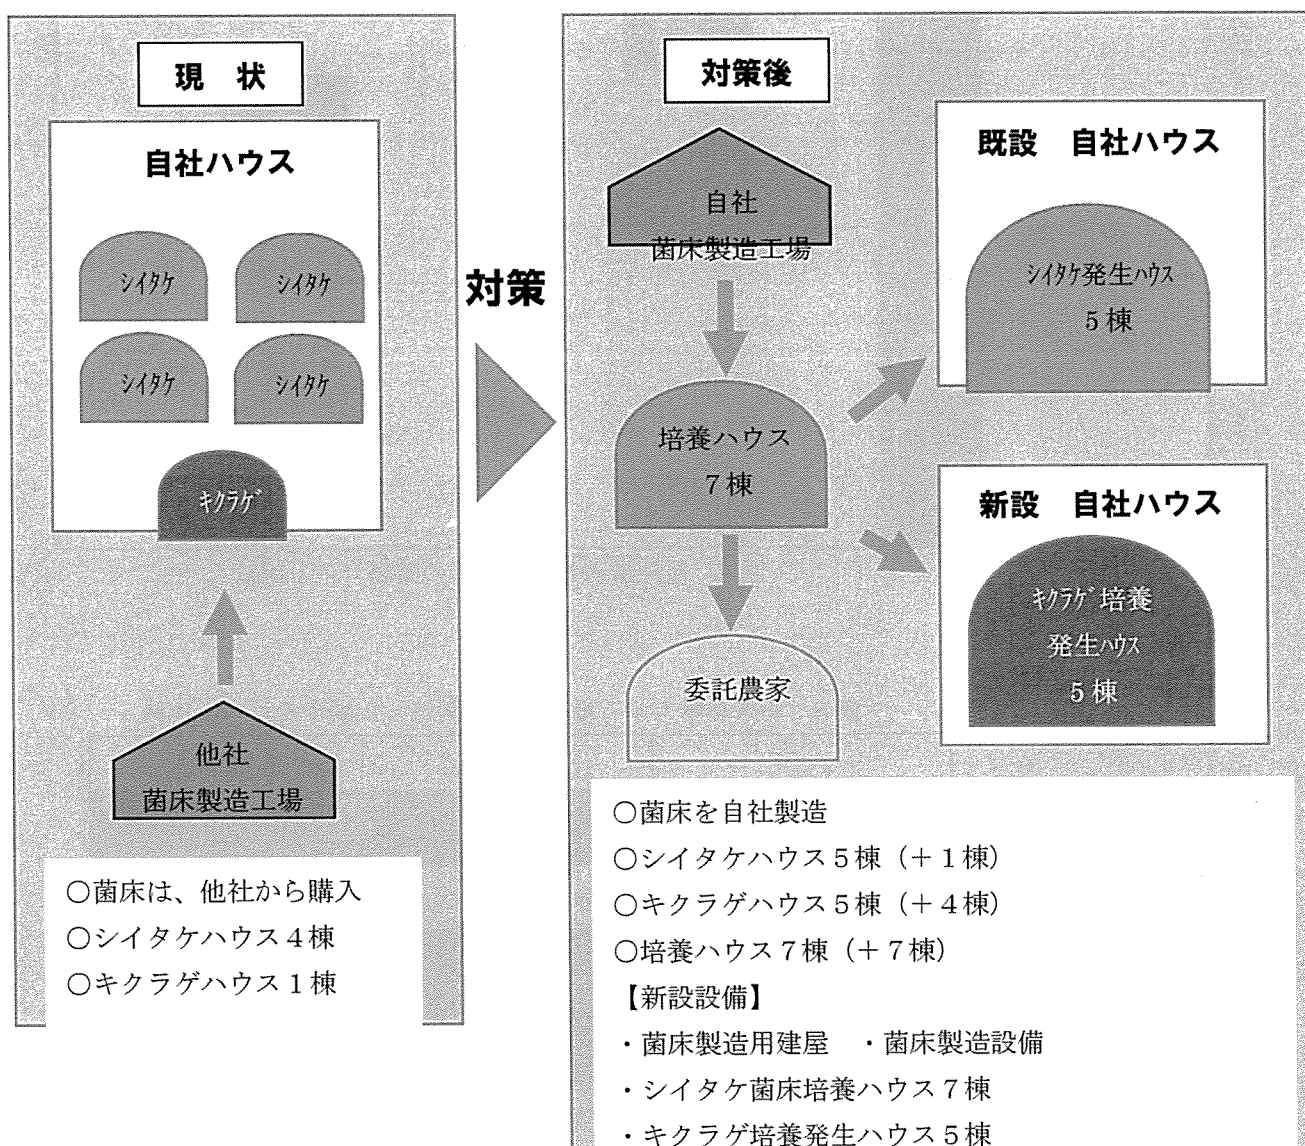 現　状
自社ハウス
ｼｲﾀｹ
ｼｲﾀｹ
ｼｲﾀｹ
ｼｲﾀｹ
ｷｸﾗｹﾞ
他社
菌床製造工場
○菌床は、他社から購入
○シイタケハウス４棟
○キクラゲハウス１棟
対策
対策後
自社
菌床製造工場
培養ハウス
７棟
委託農家
既設　自社ハウス
ｼｲﾀｹ発生ﾊｳｽ
５棟
新設　自社ハウス
ｷｸﾗｹﾞ培養
発生ﾊｳｽ
５棟
○菌床を自社製造
○シイタケハウス５棟（＋１棟）
○キクラゲハウス５棟（＋４棟）
○培養ハウス７棟（＋７棟）
【新設設備】
・菌床製造用建屋　・菌床製造設備
・シイタケ菌床培養ハウス７棟
・キクラゲ培養発生ハウス５棟